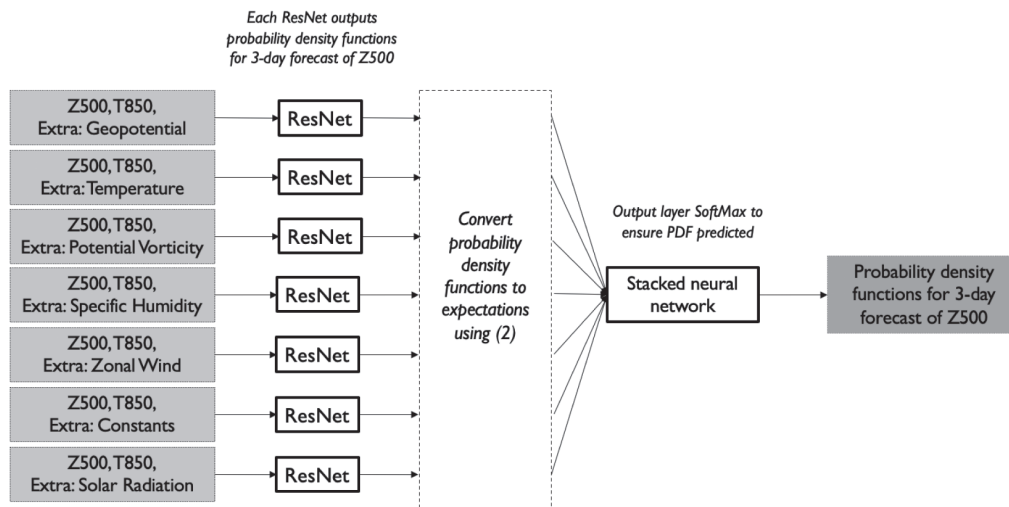 Each ResNet outputs
probability density functions
for 3-day forecast of Z500
Z500, T850,
Extra: Geopotential
ResNet
Z500, T850,
Extra: Temperature
ResNet
Z500, T850,
Extra: Potential Vorticity
ResNet
Z500, T850,
Extra: Specific Humidity
ResNet
Z500, T850,
Extra: Zonal Wind
ResNet
Z500, T850,
Extra: Constants
ResNet
Z500, T850,
Extra: Solar Radiation
ResNet
Convert
probability
density
functions to
expectations
using (2)
Output layer SoftMax to
ensure PDF predicted
Stacked neural
network
Probability density
functions for 3-day
forecast of Z500